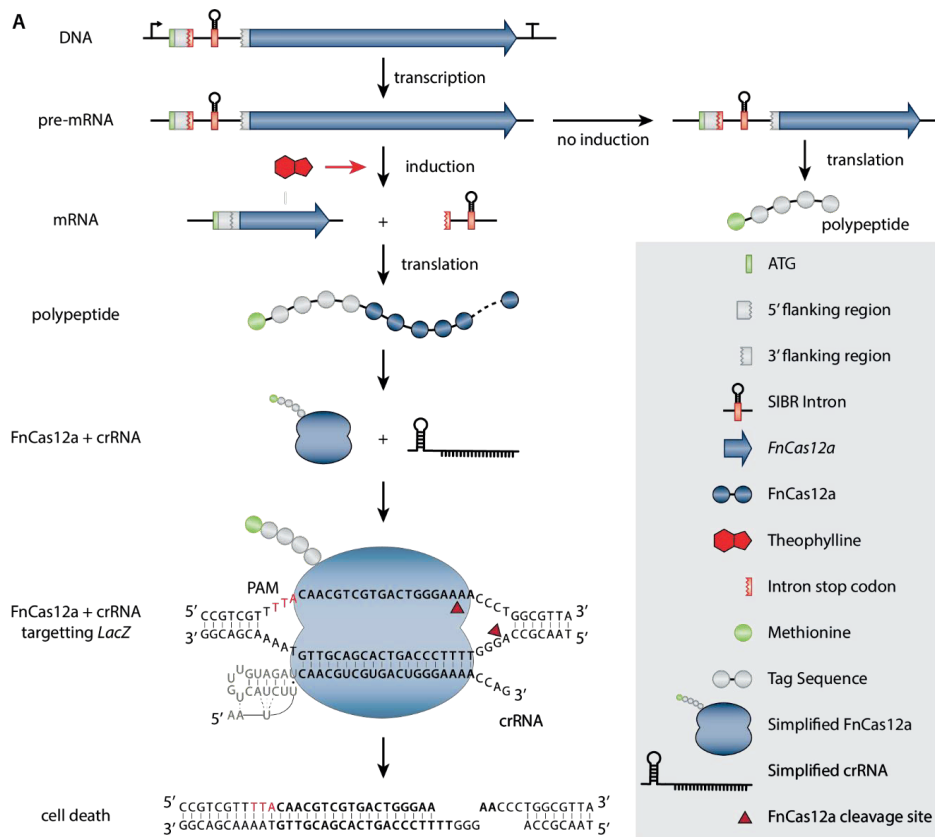 A
DNA
transcription
pre-mRNA
no induction
induction
translation
mRNA
+
polypeptide
translation
ATG
polypeptide
5' flanking region
3' flanking region
SIBR Intron
FnCas12a + crRNA
+
FnCas12a
FnCas12a
Theophylline
PAM
Intron stop codon
5' CCGTCGTTTTACAACGTCGTGACTGGGAAAACCCTGGCGTTA 3'
FnCas12a + crRNA
targetting LacZ
3' GGCAGCAAAATGTTGCAGCACTGACCCTTTTGGGACCGCAAT 5'
Methionine
UUGUAGAUCAACGUCGUGACUGGGAAAACCAG 3'
GUCAUCUU
5' AAU
crRNA
Tag Sequence
Simplified FnCas12a
Simplified crRNA
cell death
5' CCGTCGTTTTACAACGTCGTGACTGGGAA AACCCTGGCGTTA 3'
3' GGCAGCAAAATGTTGCAGCACTGACCCTTTTGGG ACCGCAAT 5'
FnCas12a cleavage site